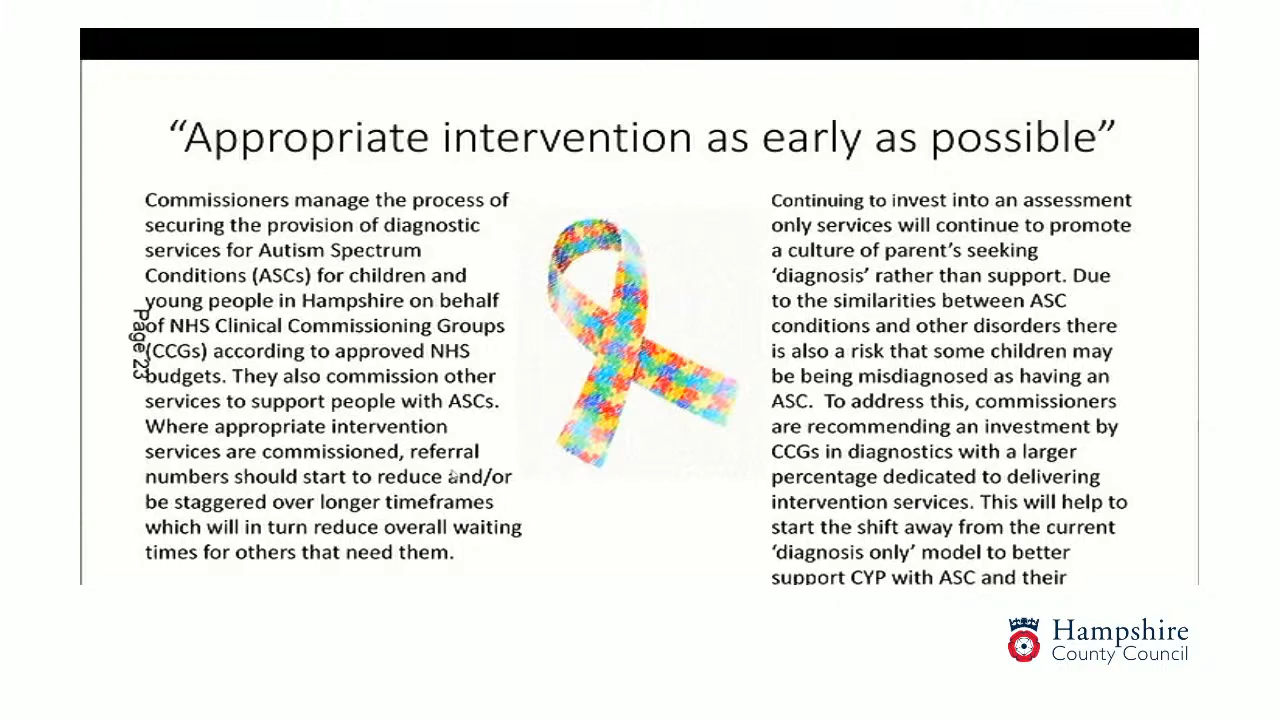 “Appropriate intervention as early as possible”
Commissioners manage the process of
securing the provision of diagnostic
services for Autism Spectrum
Conditions (ASCs) for children and
young people in Hampshire on behalf
of NHS Clinical Commissioning Groups
(CCGs) according to approved NHS
budgets. They also commission other
services to support people with ASCs.
Where appropriate intervention
services are commissioned, referral
numbers should start to reduce and/or
be staggered over longer timeframes
which will in turn reduce overall waiting
times for others that need them.
Page 23
Continuing to invest into an assessment
only services will continue to promote
a culture of parent’s seeking
‘diagnosis’ rather than support. Due
to the similarities between ASC
conditions and other disorders there
is also a risk that some children may
be being misdiagnosed as having an
ASC. To address this, commissioners
are recommending an investment by
CCGs in diagnostics with a larger
percentage dedicated to delivering
intervention services. This will help to
start the shift away from the current
‘diagnosis only’ model to better
support CYP with ASC and their
Hampshire
County Council